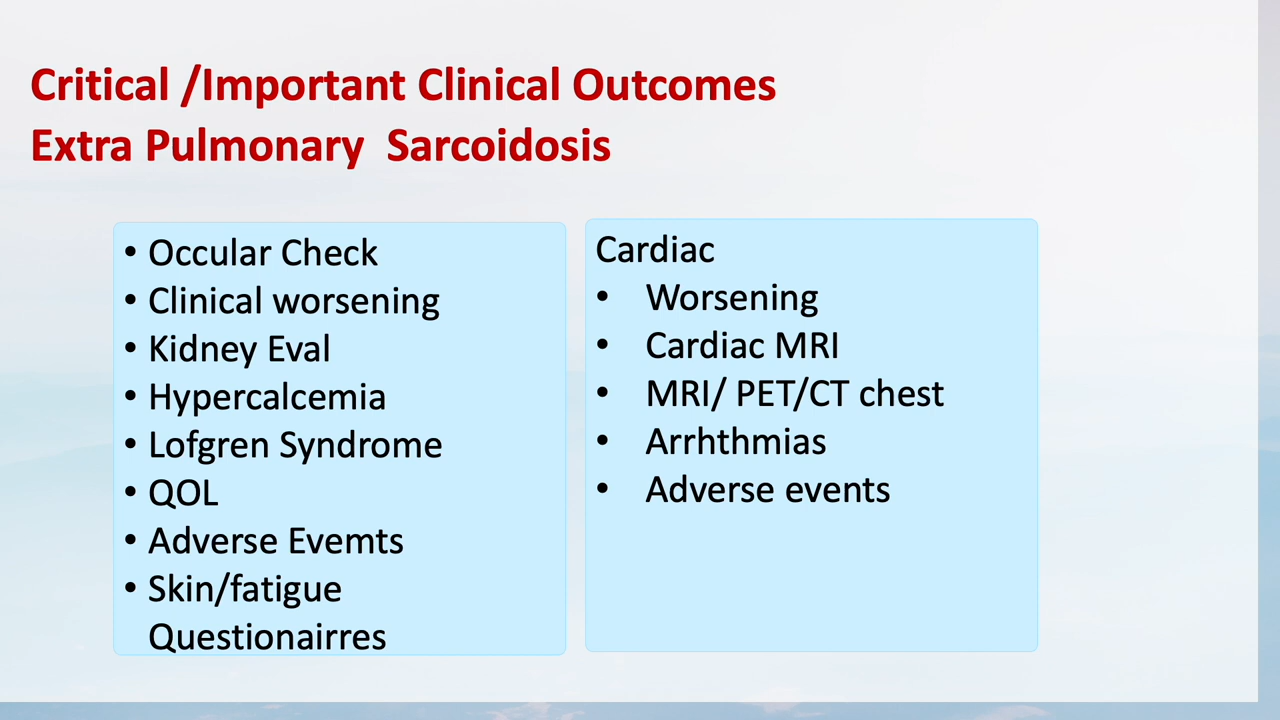 Critical /Important Clinical Outcomes
Extra Pulmonary  Sarcoidosis
• Occular Check
• Clinical worsening
• Kidney Eval
• Hypercalcemia
• Lofgren Syndrome
• QOL
• Adverse Evemts
• Skin/fatigue
Questionairres
Cardiac
• Worsening
• Cardiac MRI
• MRI/ PET/CT chest
• Arrhthmias
• Adverse events